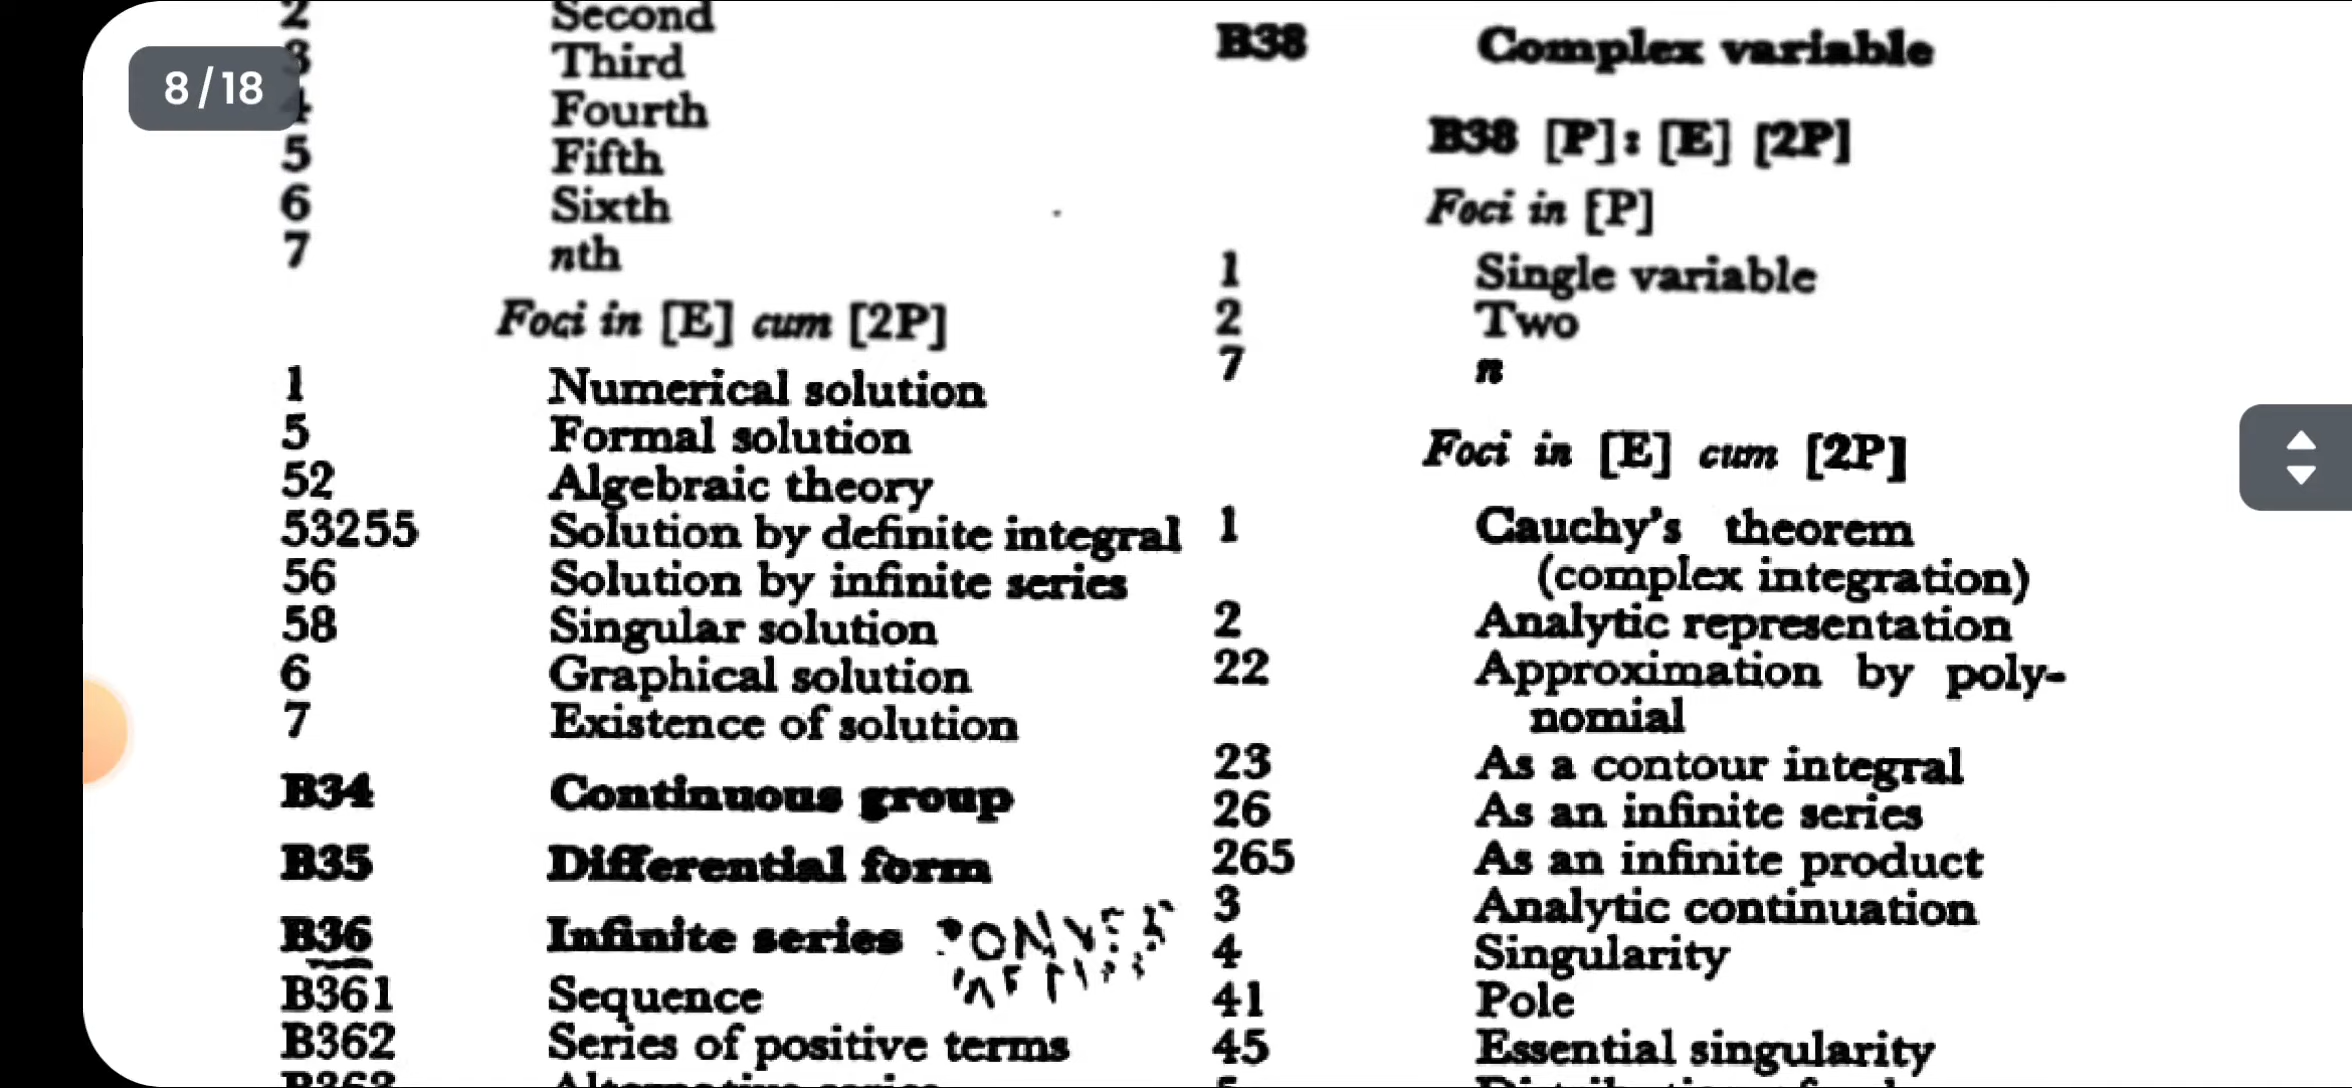 8/18
2 Second
3 Third
4 Fourth
5 Fifth
6 Sixth
7 nth
Foci in [E] cum [2P]
1 Numerical solution
5 Formal solution
52 Algebraic theory
53255 Solution by definite integral
56 Solution by infinite series
58 Singular solution
6 Graphical solution
7 Existence of solution
B34 Continuous group
B35 Differential form
B36 Infinite series
B361 Sequence
B362 Series of positive terms
B38 Complex variable
B38 [P]: [E] [2P]
Foci in [P]
1 Single variable
2 Two
7 n
Foci in [E] cum [2P]
1 Cauchy's theorem
(complex integration)
2 Analytic representation
22 Approximation by poly-
nomial
23 As a contour integral
26 As an infinite series
265 As an infinite product
3 Analytic continuation
4 Singularity
41 Pole
45 Essential singularity